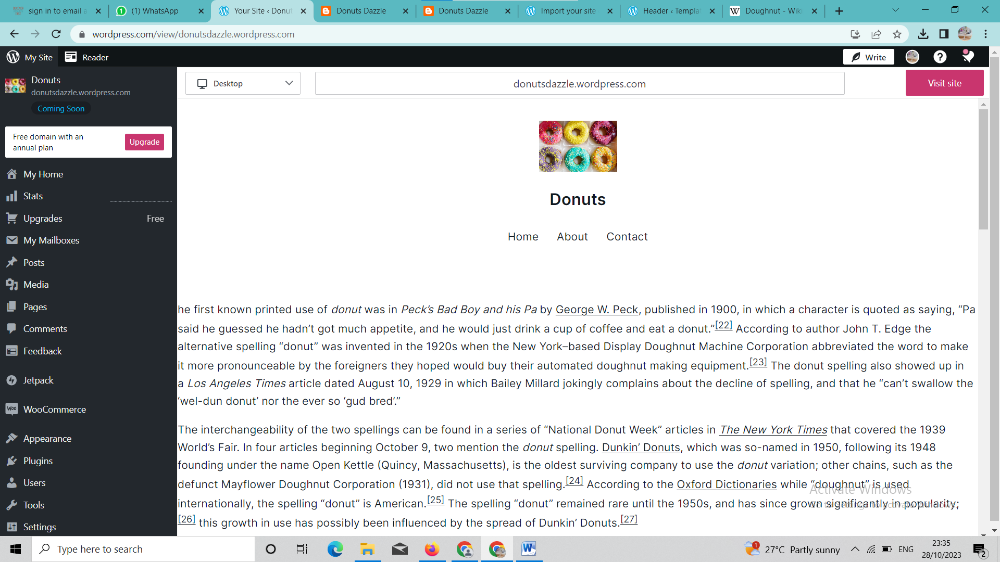 sign in to email a
(1) WhatsApp
Your Site ‹ Donut
Donuts Dazzle
Donuts Dazzle
Import your site
Header ‹ Templat
W Doughnut - Wiki
wordpress.com/view/donutsdazzle.wordpress.com
My Site
Reader
Write
Donuts
donutsdazzle.wordpress.com
Coming Soon
Desktop
donutsdazzle.wordpress.com
Visit site
Free domain with an
annual plan
Upgrade
My Home
Stats
Upgrades Free
My Mailboxes
Posts
Media
Pages
Comments
Feedback
Jetpack
Woo WooCommerce
Appearance
Plugins
Users
Tools
Settings
Donuts
Home About Contact
he first known printed use of donut was in Peck’s Bad Boy and his Pa by George W. Peck, published in 1900, in which a character is quoted as saying, “Pa
said he guessed he hadn’t got much appetite, and he would just drink a cup of coffee and eat a donut.”[22] According to author John T. Edge the
alternative spelling “donut” was invented in the 1920s when the New York–based Display Doughnut Machine Corporation abbreviated the word to make
it more pronounceable by the foreigners they hoped would buy their automated doughnut making equipment.[23] The donut spelling also showed up in
a Los Angeles Times article dated August 10, 1929 in which Bailey Millard jokingly complains about the decline of spelling, and that he “can’t swallow the
‘wel-dun donut’ nor the ever so ‘gud bred’.”
The interchangeability of the two spellings can be found in a series of “National Donut Week” articles in The New York Times that covered the 1939
World’s Fair. In four articles beginning October 9, two mention the donut spelling. Dunkin’ Donuts, which was so-named in 1950, following its 1948
founding under the name Open Kettle (Quincy, Massachusetts), is the oldest surviving company to use the donut variation; other chains, such as the
defunct Mayflower Doughnut Corporation (1931), did not use that spelling.[24] According to the Oxford Dictionaries while “doughnut” is used
internationally, the spelling “donut” is American.[25] The spelling “donut” remained rare until the 1950s, and has since grown significantly in popularity;
[26] this growth in use has possibly been influenced by the spread of Dunkin’ Donuts.[27]
Activate Windows
Go to Settings to activate Windows.
Type here to search
1
27°C Partly sunny
ENG
23:35
28/10/2023
2